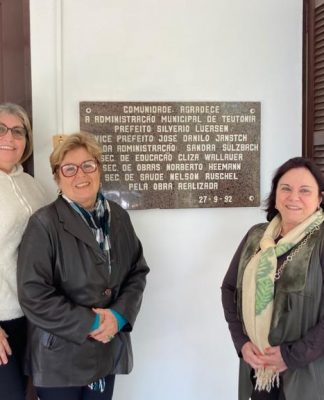 COMUNIDADE AGRADECE
A ADMINISTRAÇÃO MUNICIPAL DE TEUTONIA
PREFEITO SILVERIO LUERSEN
VICE PREFEITO JOSÉ DANILO JANSTCH
DA ADMINISTRAÇÃO: SANDRA SULZBACH
SEC. DE EDUCAÇÃO CLIZA WALLAUER
SEC. DE OBRAS NORBERTO HEEMANN
SEC. DE SAUDE NELSON RUSCHEL
PELA OBRA REALIZADA
27-9-92